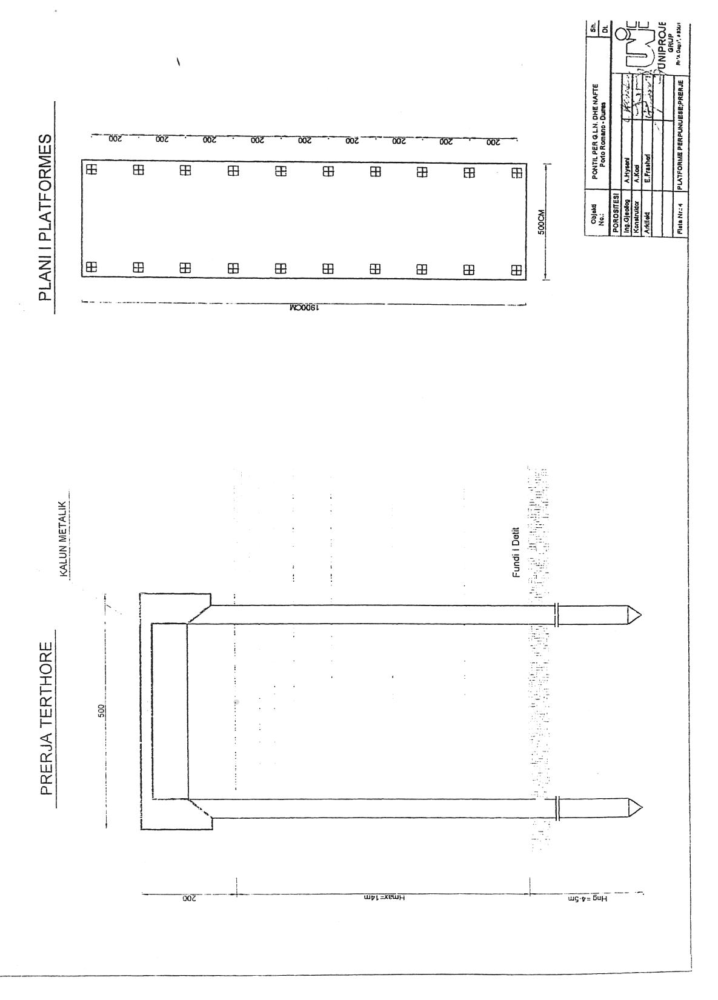 PLANI I PLATFORMES
200
200
200
200
200
200
200
200
200
500CM
1900CM
PRERJA TERTHORE
KALUN METALIK
500
Fundi i Detit
200
Hmax=14m
Hng =4-5m
Objekti
No.:
PONTIL PER G.L.N. DHE NAFTE
Porto Romano - Durres
Sh.
Dt.
POROSITESI
Ing.Gjeolog A.Hyseni
Konstruktor A.Koci
Arkitekt E.Frasheri
UNIPROJE
GRUP
Fleta Nr.: 4 PLATFORME PERPUNUESE:PRERJE